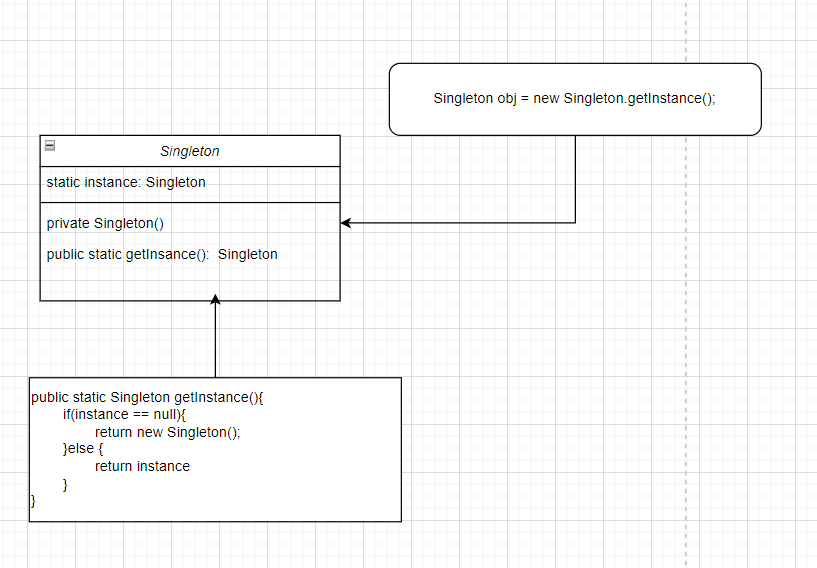 Singleton obj = new Singleton.getInstance();
Singleton
static instance: Singleton
private Singleton()
public static getInsance():  Singleton
public static Singleton getInstance(){
if(instance == null){
return new Singleton();
}else {
return instance
}
}